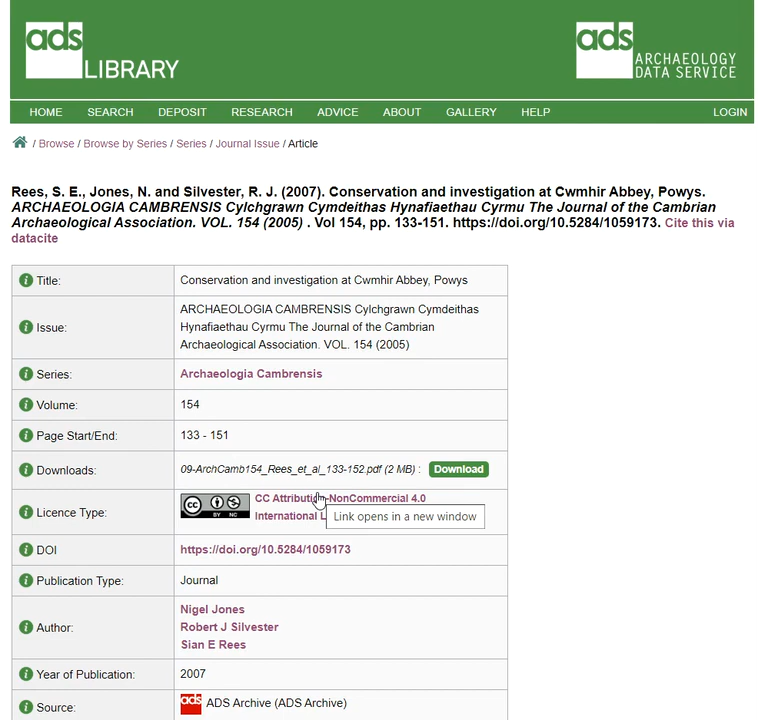 ads LIBRARY
ads ARCHAEOLOGY
DATA SERVICE
HOME SEARCH DEPOSIT RESEARCH ADVICE ABOUT GALLERY HELP LOGIN
/ Browse / Browse by Series / Series / Journal Issue / Article
Rees, S. E., Jones, N. and Silvester, R. J. (2007). Conservation and investigation at Cwmhir Abbey, Powys.
ARCHAEOLOGIA CAMBRENSIS Cylchgrawn Cymdeithas Hynafiaethau Cyrmu The Journal of the Cambrian
Archaeological Association. VOL. 154 (2005) . Vol 154, pp. 133-151. https://doi.org/10.5284/1059173. Cite this via
datacite
i Title: Conservation and investigation at Cwmhir Abbey, Powys
i Issue: ARCHAEOLOGIA CAMBRENSIS Cylchgrawn Cymdeithas
Hynafiaethau Cyrmu The Journal of the Cambrian
Archaeological Association. VOL. 154 (2005)
i Series: Archaeologia Cambrensis
i Volume: 154
i Page Start/End: 133 - 151
i Downloads: 09-ArchCamb154_Rees_et_al_133-152.pdf (2 MB) : Download
i Licence Type: cc BY NC CC Attribution-NonCommercial 4.0
International L
Link opens in a new window
i DOI https://doi.org/10.5284/1059173
i Publication Type: Journal
i Author: Nigel Jones
Robert J Silvester
Sian E Rees
i Year of Publication: 2007
i Source: ads ADS Archive (ADS Archive)